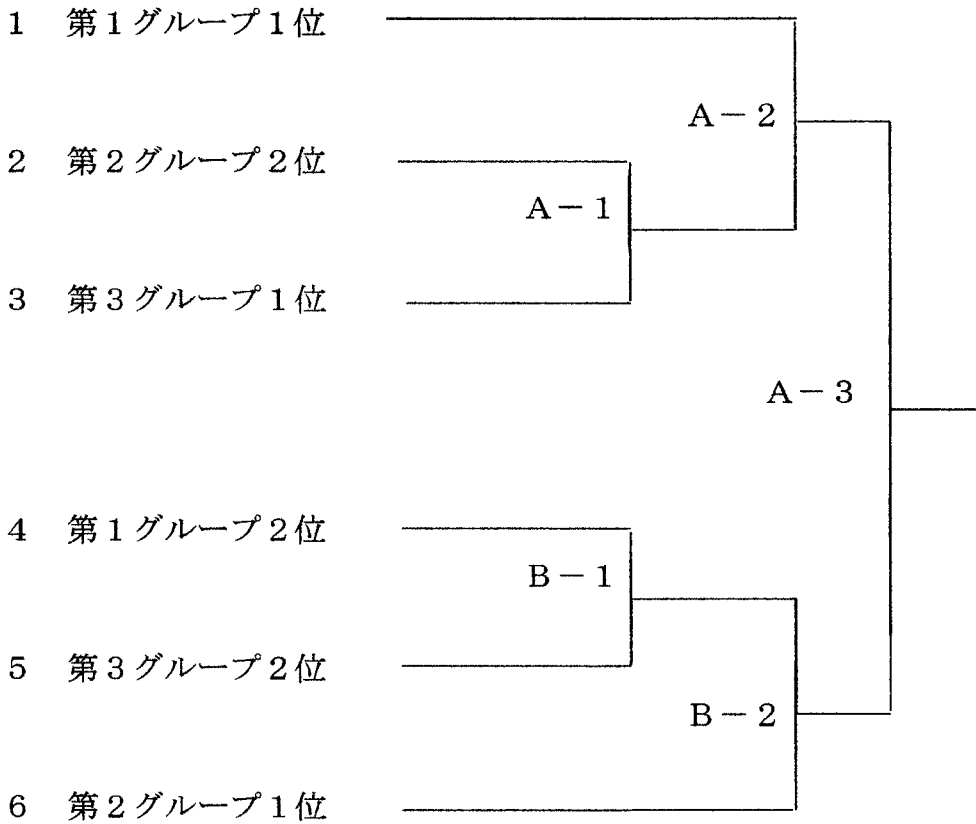 1 第1グループ1位
A－2
2 第2グループ2位
A－1
3 第3グループ1位
A－3
4 第1グループ2位
B－1
5 第3グループ2位
B－2
6 第2グループ1位